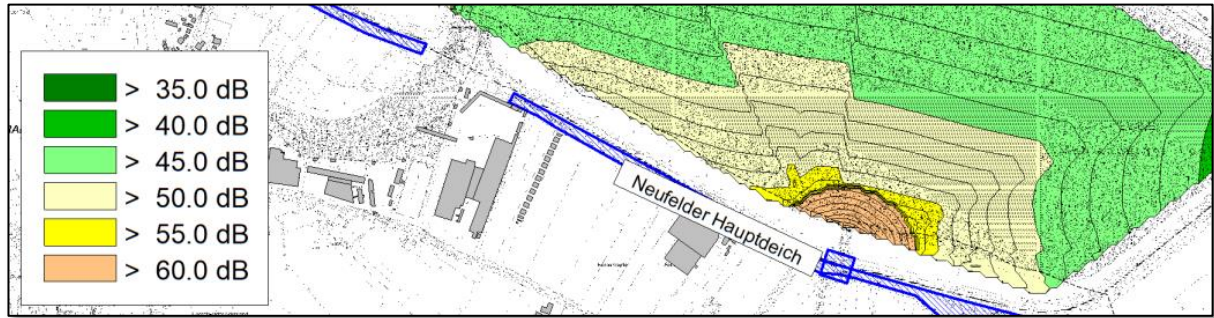 > 35.0 dB
> 40.0 dB
> 45.0 dB
> 50.0 dB
> 55.0 dB
> 60.0 dB
Neufelder Hauptdeich